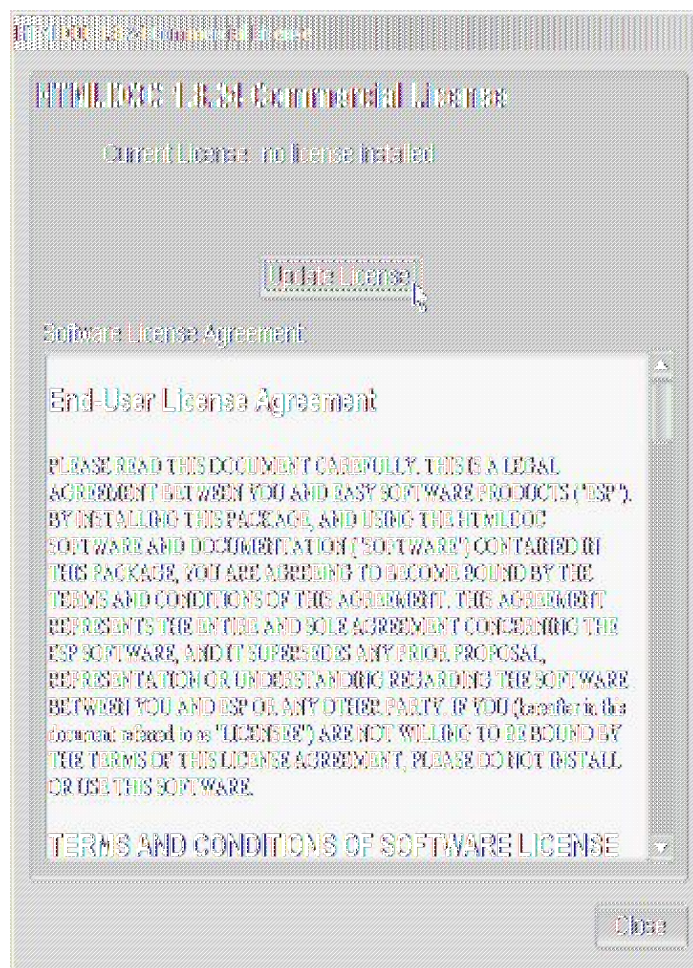 HTMLDOC 1.8.24 Commercial License
HTMLDOC 1.8.24 Commercial License
Current License: no license installed
Update License
Software License Agreement:
End-User License Agreement
PLEASE READ THIS DOCUMENT CAREFULLY. THIS IS A LEGAL
AGREEMENT BETWEEN YOU AND EASY SOFTWARE PRODUCTS ("ESP").
BY INSTALLING THIS PACKAGE, AND USING THE HTMLDOC
SOFTWARE AND DOCUMENTATION ("SOFTWARE") CONTAINED IN
THIS PACKAGE, YOU ARE AGREEING TO BECOME BOUND BY THE
TERMS AND CONDITIONS OF THIS AGREEMENT. THIS AGREEMENT
REPRESENTS THE ENTIRE AND SOLE AGREEMENT CONCERNING THE
ESP SOFTWARE, AND IT SUPERSEDES ANY PRIOR PROPOSAL,
REPRESENTATION OR UNDERSTANDING REGARDING THE SOFTWARE
BETWEEN YOU AND ESP OR ANY OTHER PARTY. IF YOU (hereafter in this
document referred to as "LICENSEE") ARE NOT WILLING TO BE BOUND BY
THE TERMS OF THIS LICENSE AGREEMENT, PLEASE DO NOT INSTALL
OR USE THIS SOFTWARE.
TERMS AND CONDITIONS OF SOFTWARE LICENSE
Close